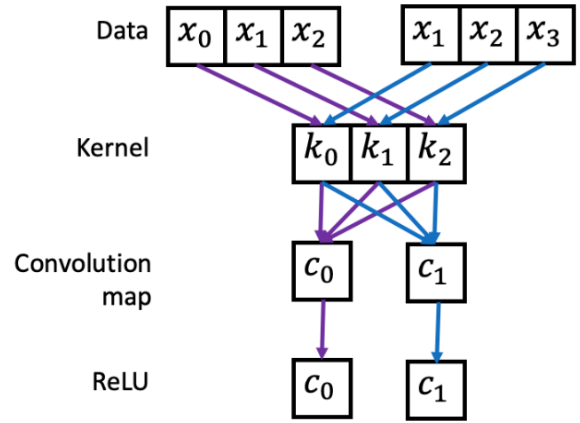 Data x₀ x₁ x₂ x₁ x₂ x₃
Kernel k₀ k₁ k₂
Convolution
map c₀ c₁
ReLU c₀ c₁